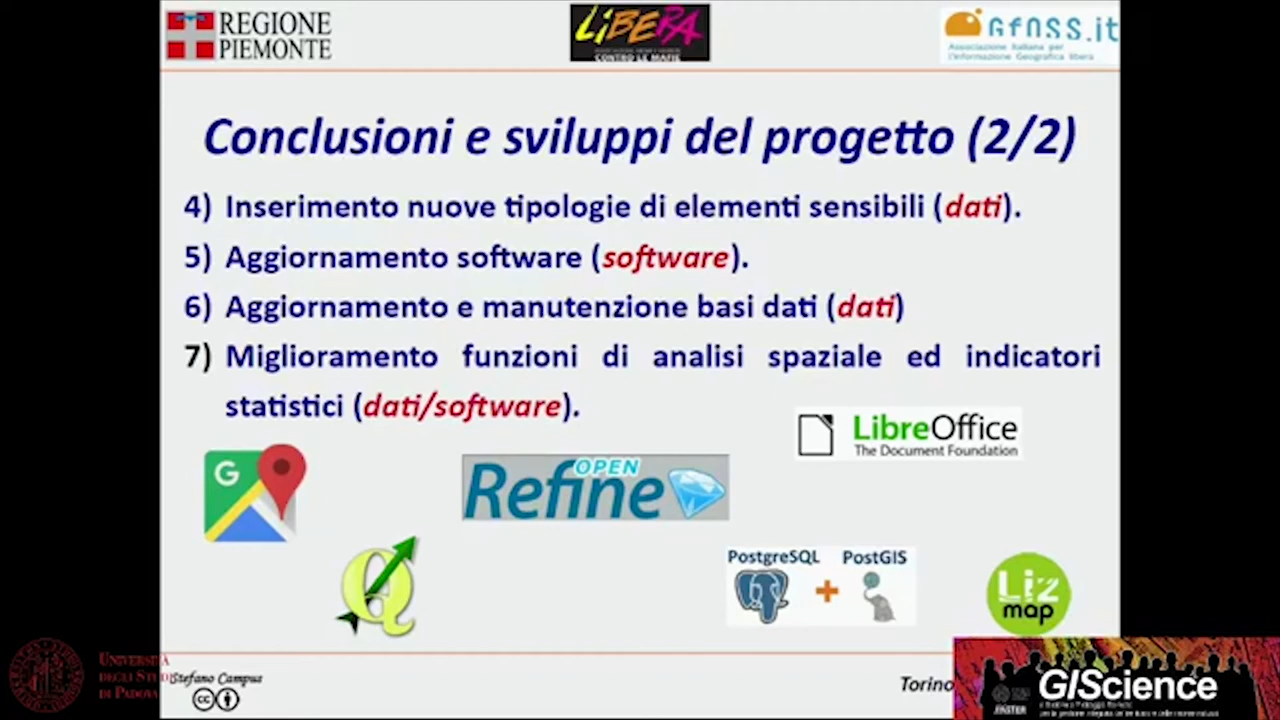 REGIONE
PIEMONTE
LiBERA
CONTRO LE MAFIE
GFOSS.it
Associazione Italiana per
l'Informazione Geografica libera
Conclusioni e sviluppi del progetto (2/2)
4) Inserimento nuove tipologie di elementi sensibili (dati).
5) Aggiornamento software (software).
6) Aggiornamento e manutenzione basi dati (dati)
7) Miglioramento funzioni di analisi spaziale ed indicatori
statistici (dati/software).
LibreOffice
The Document Foundation
G
OPEN
Refine
PostgreSQL + PostGIS
Liz
map
UNIVERSITÀ
DEGLI STUDI
DI PADOVA
Stefano Campus
cc
Torino
GIScience
MASTER